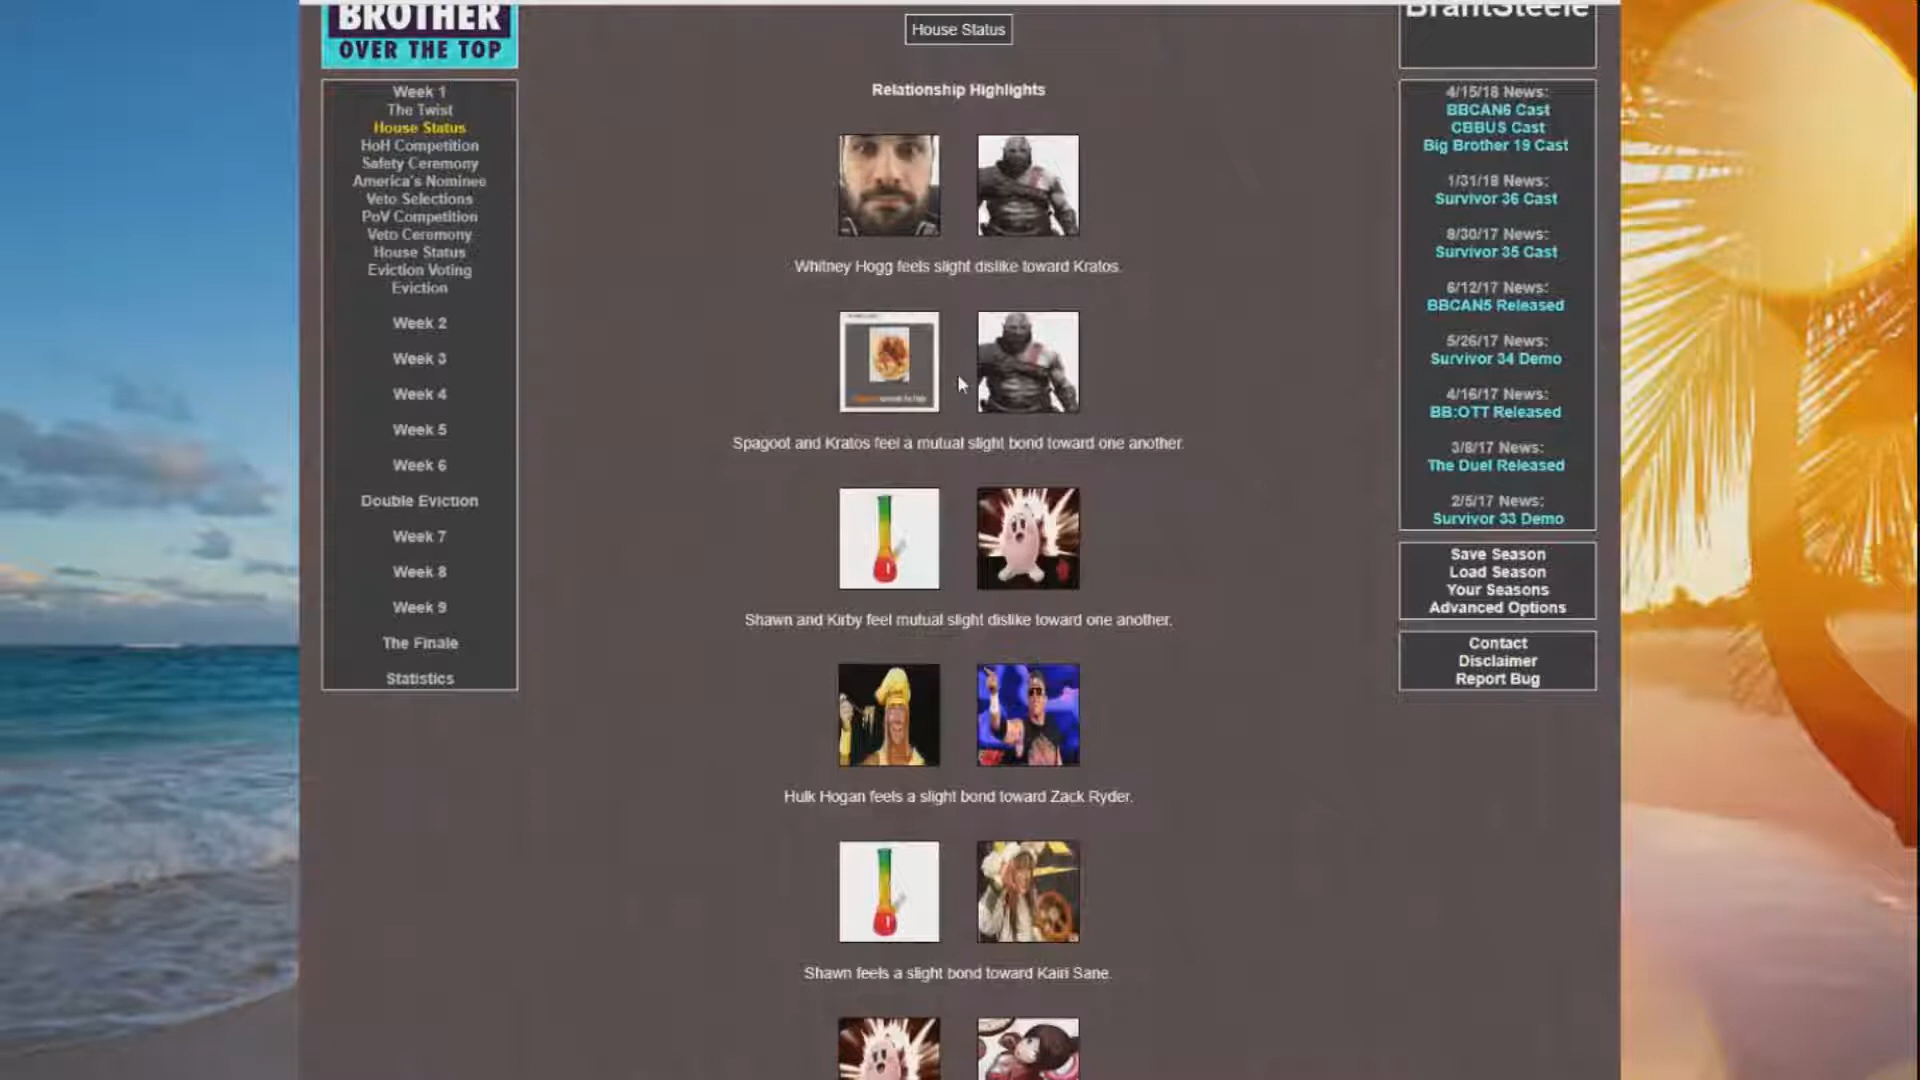 BROTHER
OVER THE TOP
Week 1
The Twist
House Status
HoH Competition
Safety Ceremony
America's Nominee
Veto Selections
PoV Competition
Veto Ceremony
House Status
Eviction Voting
Eviction
Week 2
Week 3
Week 4
Week 5
Week 6
Double Eviction
Week 7
Week 8
Week 9
The Finale
Statistics
House Status
Relationship Highlights
Whitney Hogg feels slight dislike toward Kratos.
Spagoot and Kratos feel a mutual slight bond toward one another.
Shawn and Kirby feel mutual slight dislike toward one another.
Hulk Hogan feels a slight bond toward Zack Ryder.
Shawn feels a slight bond toward Kairi Sane.
BrantSteele
4/15/18 News:
BBCAN6 Cast
CBBUS Cast
Big Brother 19 Cast
1/31/18 News:
Survivor 36 Cast
8/30/17 News:
Survivor 35 Cast
6/12/17 News:
BBCAN5 Released
5/26/17 News:
Survivor 34 Demo
4/16/17 News:
BB:OTT Released
3/8/17 News:
The Duel Released
2/5/17 News:
Survivor 33 Demo
Save Season
Load Season
Your Seasons
Advanced Options
Contact
Disclaimer
Report Bug